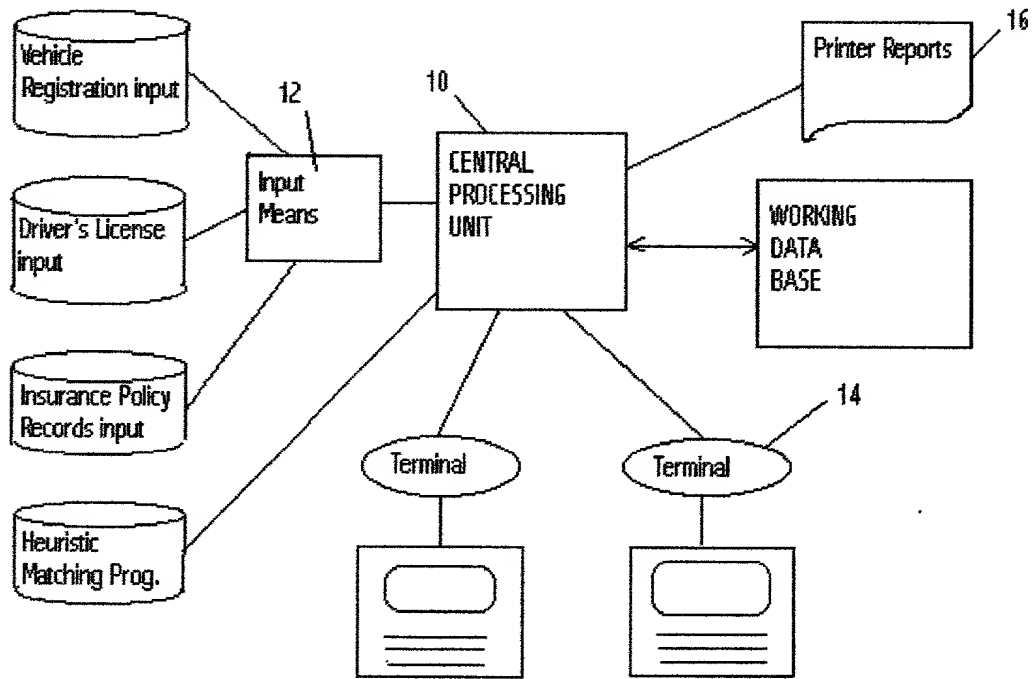 Vehicle
Registration input
12
10
16
Printer Reports
Input
Means
CENTRAL
PROCESSING
UNIT
Driver's License
input
WORKING
DATA
BASE
Insurance Policy
Records input
Terminal
Terminal
14
Heuristic
Matching Prog.